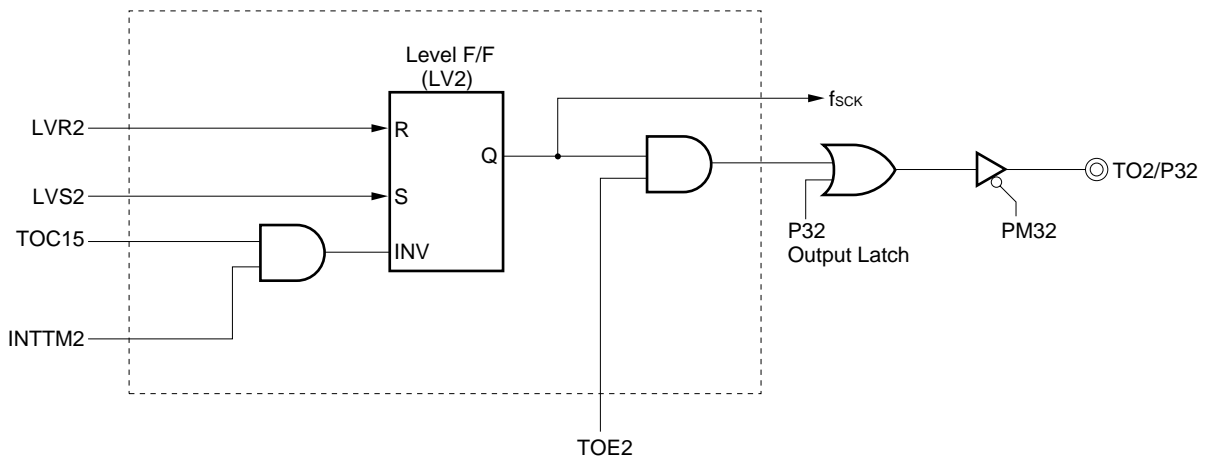 Level F/F
(LV2)
fSCK
LVR2
R
Q
TO2/P32
LVS2
S
P32
Output Latch
PM32
TOC15
INV
INTTM2
TOE2